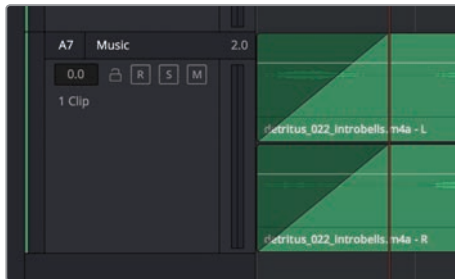 A7 Music 2.0
0.0 R S M
1 Clip
detritus_022_introbells.m4a - L
detritus_022_introbells.m4a - R